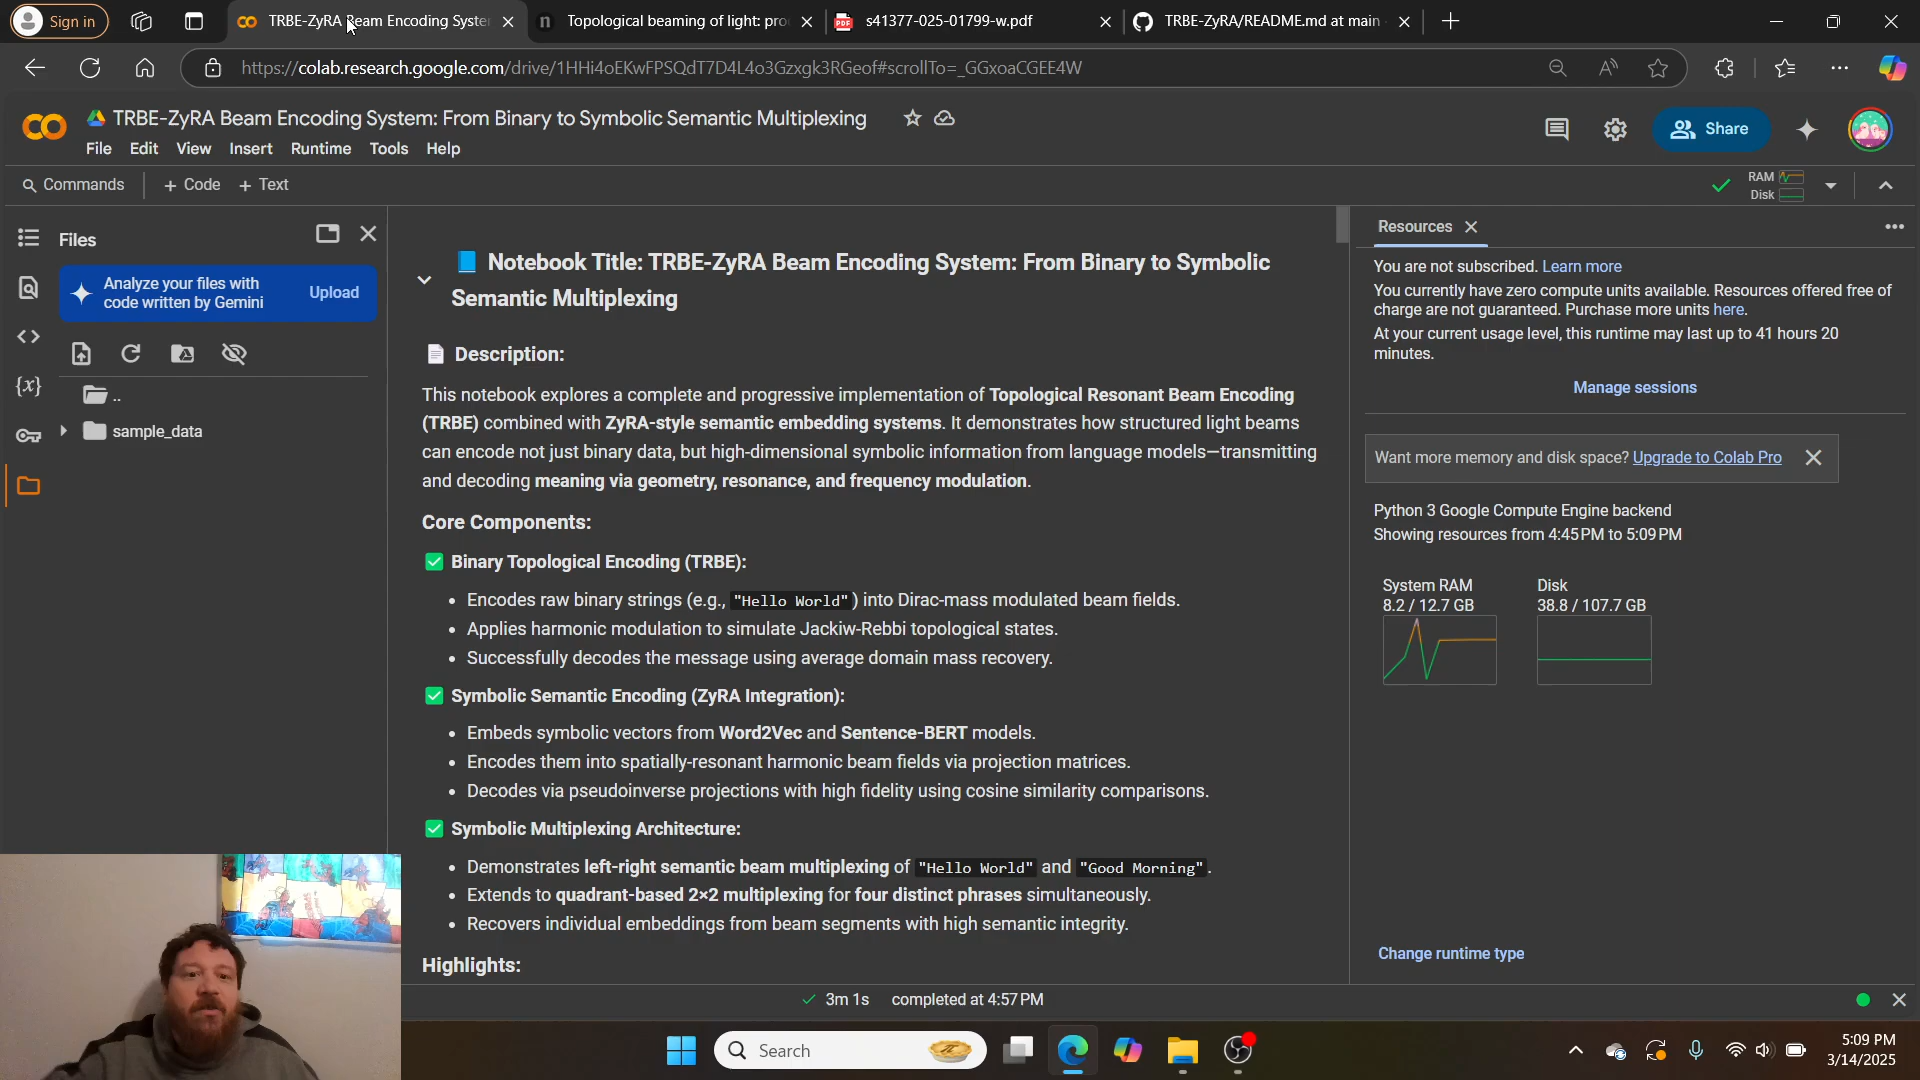 Sign in
TRBE-ZyRA Beam Encoding Syste
Topological beaming of light: pro
s41377-025-01799-w.pdf
TRBE-ZyRA/README.md at main
https://colab.research.google.com/drive/1HHi4oEKwFPSQdT7D4L4o3Gzxgk3RGeof#scrollTo=_GGxoaCGEE4W
TRBE-ZyRA Beam Encoding System: From Binary to Symbolic Semantic Multiplexing
File Edit View Insert Runtime Tools Help
Share
Commands + Code + Text
RAM
Disk
Files
Analyze your files with
code written by Gemini
Upload
..
sample_data
Notebook Title: TRBE-ZyRA Beam Encoding System: From Binary to Symbolic
Semantic Multiplexing
Description:
This notebook explores a complete and progressive implementation of Topological Resonant Beam Encoding
(TRBE) combined with ZyRA-style semantic embedding systems. It demonstrates how structured light beams
can encode not just binary data, but high-dimensional symbolic information from language models—transmitting
and decoding meaning via geometry, resonance, and frequency modulation.
Core Components:
Binary Topological Encoding (TRBE):
• Encodes raw binary strings (e.g., "Hello World") into Dirac-mass modulated beam fields.
• Applies harmonic modulation to simulate Jackiw-Rebbi topological states.
• Successfully decodes the message using average domain mass recovery.
Symbolic Semantic Encoding (ZyRA Integration):
• Embeds symbolic vectors from Word2Vec and Sentence-BERT models.
• Encodes them into spatially-resonant harmonic beam fields via projection matrices.
• Decodes via pseudoinverse projections with high fidelity using cosine similarity comparisons.
Symbolic Multiplexing Architecture:
• Demonstrates left-right semantic beam multiplexing of "Hello World" and "Good Morning".
• Extends to quadrant-based 2×2 multiplexing for four distinct phrases simultaneously.
• Recovers individual embeddings from beam segments with high semantic integrity.
Highlights:
3m 1s completed at 4:57 PM
Resources
You are not subscribed. Learn more
You currently have zero compute units available. Resources offered free of
charge are not guaranteed. Purchase more units here.
At your current usage level, this runtime may last up to 41 hours 20
minutes.
Manage sessions
Want more memory and disk space? Upgrade to Colab Pro
Python 3 Google Compute Engine backend
Showing resources from 4:45 PM to 5:09 PM
System RAM
8.2 / 12.7 GB
Disk
38.8 / 107.7 GB
Change runtime type
Search
5:09 PM
3/14/2025